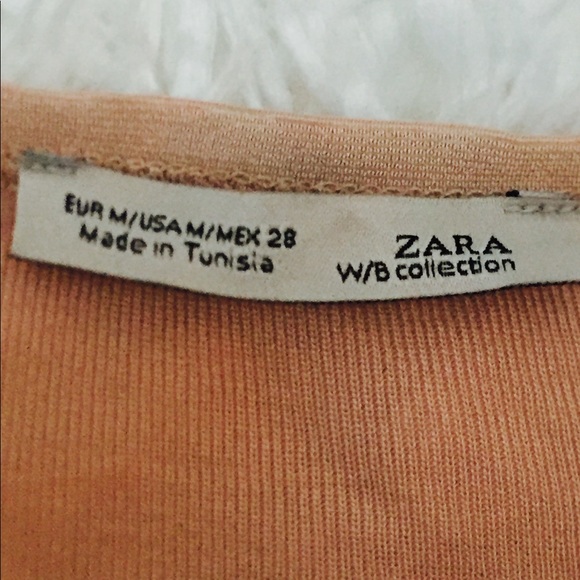 EUR M/USA M/MEX 28
Made in Tunisia
ZARA
W/B collection